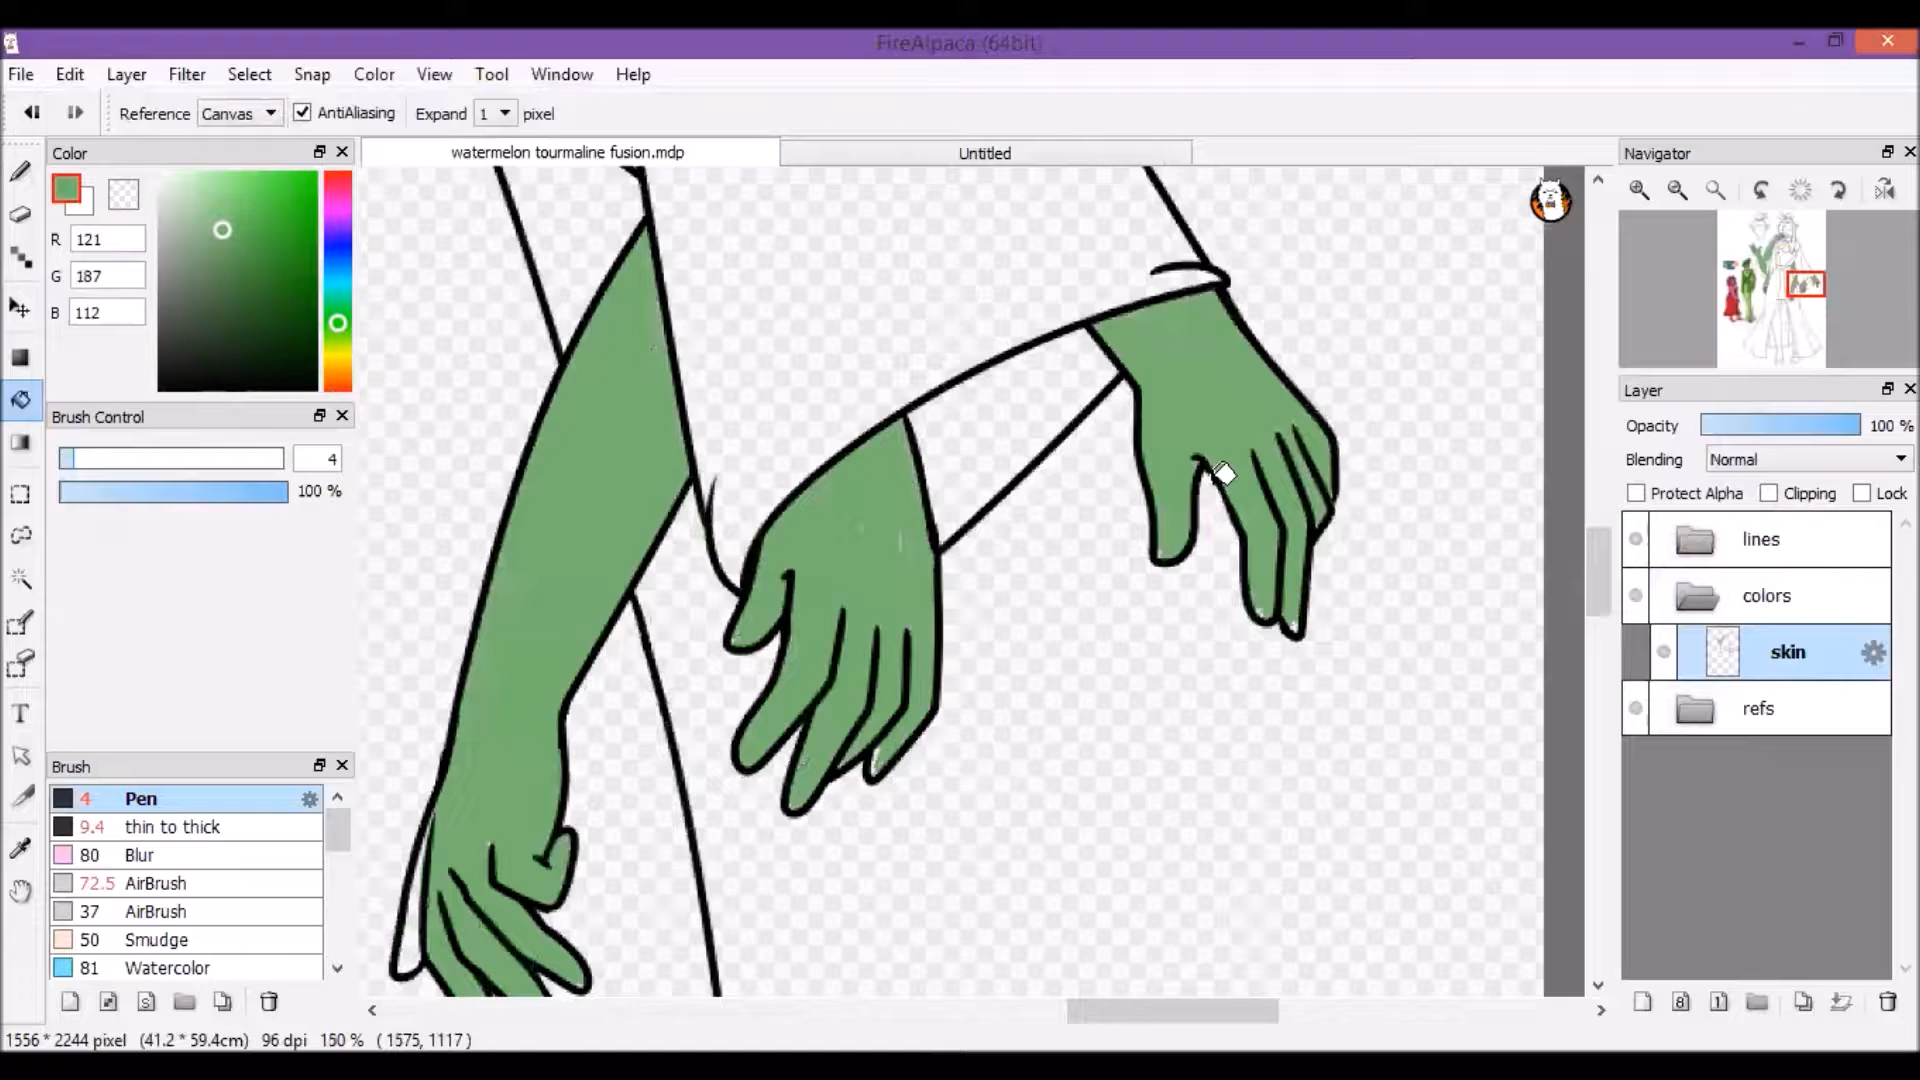 FireAlpaca (64bit)
File Edit Layer Filter Select Snap Color View Tool Window Help
Reference Canvas AntiAliasing Expand 1 pixel
Color
watermelon tourmaline fusion.mdp
Untitled
Navigator
R 121
G 187
B 112
Layer
Opacity 100 %
Blending Normal
Protect Alpha Clipping Lock
Brush Control
4
100 %
lines
colors
skin
refs
Brush
4 Pen
9.4 thin to thick
80 Blur
72.5 AirBrush
37 AirBrush
50 Smudge
81 Watercolor
1556 * 2244 pixel (41.2 * 59.4cm) 96 dpi 150 % ( 1575, 1117 )